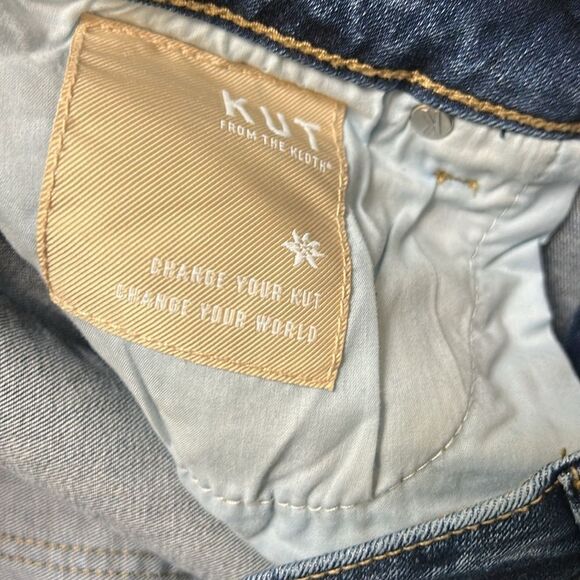 KUT
FROM THE KLOTH®
CHANGE YOUR KUT
CHANGE YOUR WORLD